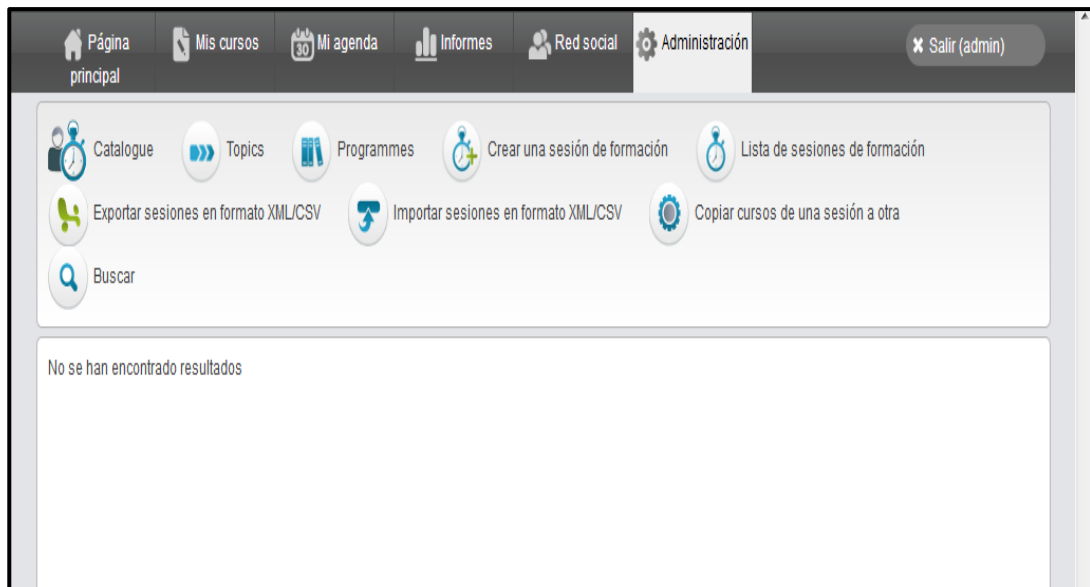 Página principal
Mis cursos
30
Mi agenda
Informes
Red social
Administración
✖ Salir (admin)
Catalogue
Topics
Programmes
Crear una sesión de formación
Lista de sesiones de formación
Exportar sesiones en formato XML/CSV
Importar sesiones en formato XML/CSV
Copiar cursos de una sesión a otra
Buscar
No se han encontrado resultados